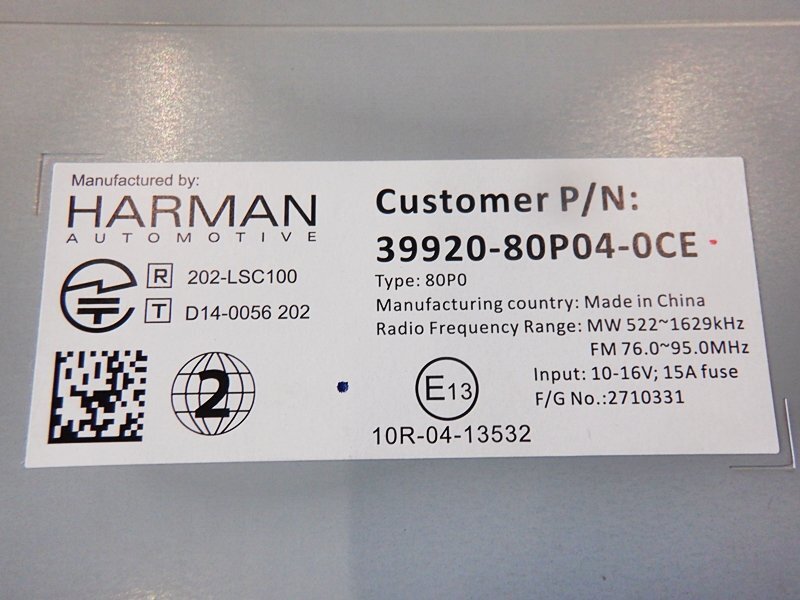 Manufactured by:
HARMAN
AUTOMOTIVE
R 202-LSC100
T D14-0056 202
2
Customer P/N:
39920-80P04-0CE
Type: 80P0
Manufacturing country: Made in China
Radio Frequency Range: MW 522~1629kHz
FM 76.0~95.0MHz
Input: 10-16V; 15A fuse
F/G No.:2710331
E13
10R-04-13532